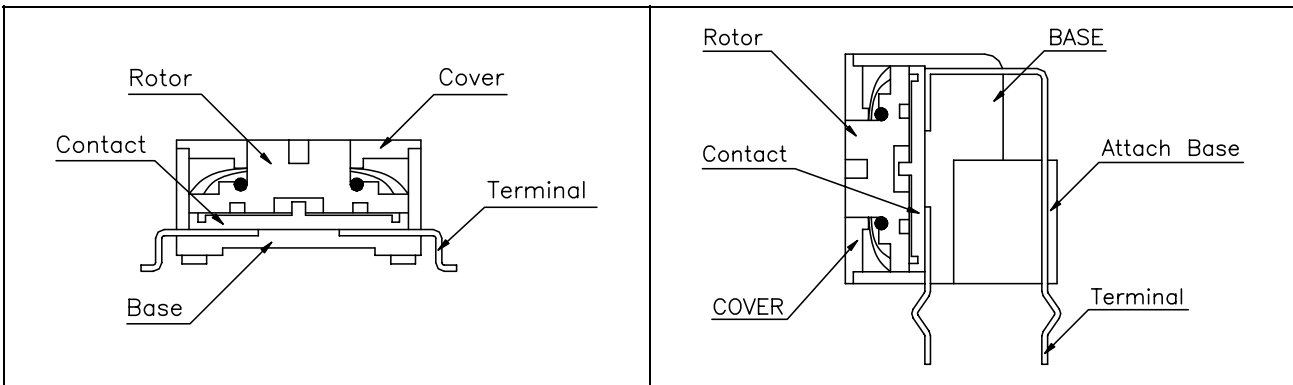 Rotor
Cover
Contact
Terminal
Base
Rotor
BASE
Contact
Attach Base
COVER
Terminal